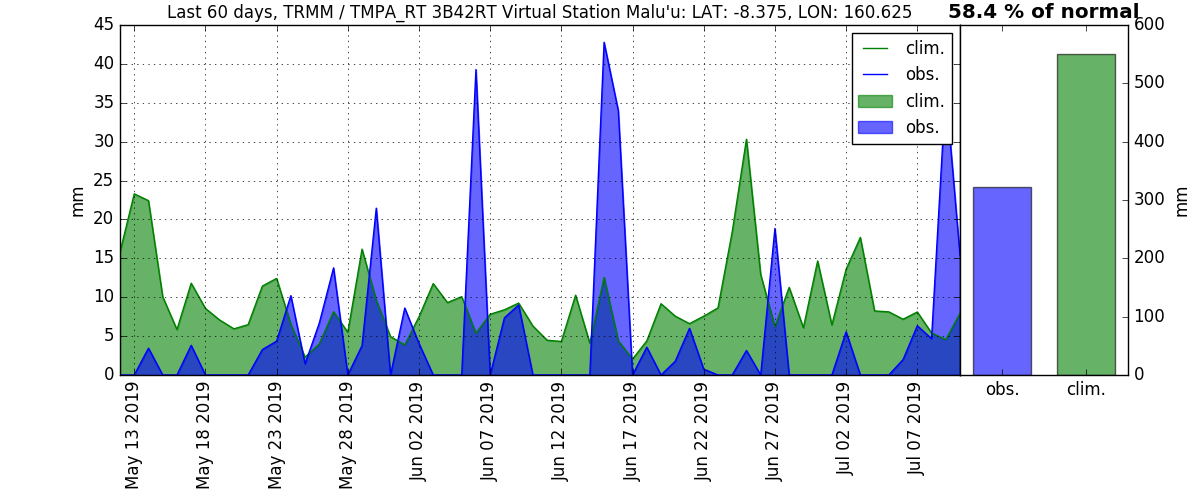 Last 60 days, TRMM / TMPA_RT 3B42RT Virtual Station Malu'u: LAT: -8.375, LON: 160.625
58.4 % of normal
45
40
35
30
25
20
15
10
5
0
mm
clim.
obs.
clim.
obs.
May 13 2019
May 18 2019
May 23 2019
May 28 2019
Jun 02 2019
Jun 07 2019
Jun 12 2019
Jun 17 2019
Jun 22 2019
Jun 27 2019
Jul 02 2019
Jul 07 2019
600
500
400
300
200
100
0
mm
obs.
clim.